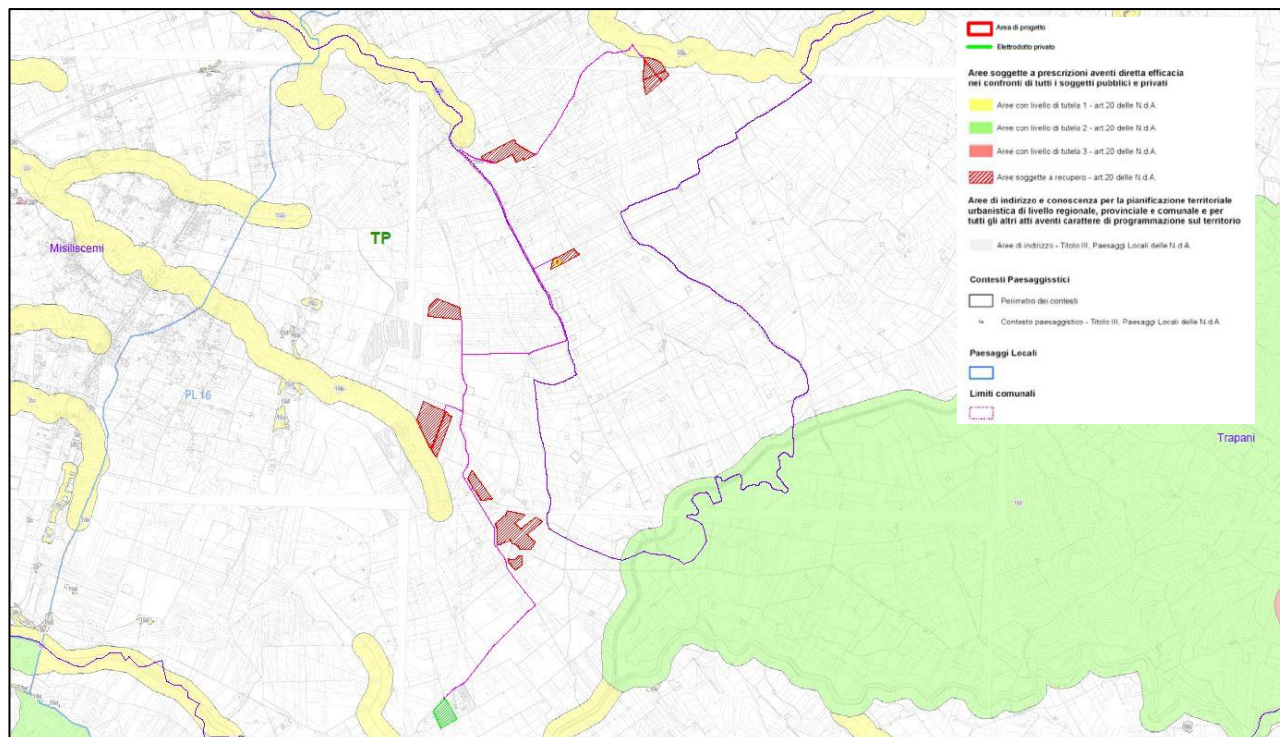 Area di progetto
Elettrodotto privato
Aree soggette a prescrizioni aventi diretta efficacia
nei confronti di tutti i soggetti pubblici e privati
Aree con livello di tutela 1 - art.20 delle N.d.A.
Aree con livello di tutela 2 - art.20 delle N.d.A.
Aree con livello di tutela 3 - art.20 delle N.d.A.
Aree soggette a recupero - art.20 delle N.d.A.
Aree di indirizzo e conoscenza per la pianificazione territoriale
urbanistica di livello regionale, provinciale e comunale e per
tutti gli altri atti aventi carattere di programmazione sul territorio
Aree di indirizzo - Titolo III, Paesaggi Locali delle N.d.A.
Contesti Paesaggisstici
Perimetro dei contesti
Contesto paesaggistico - Titolo III, Paesaggi Locali delle N.d.A.
Paesaggi Locali
Limiti comunali
Misiliscemi
TP
PL 16
Trapani